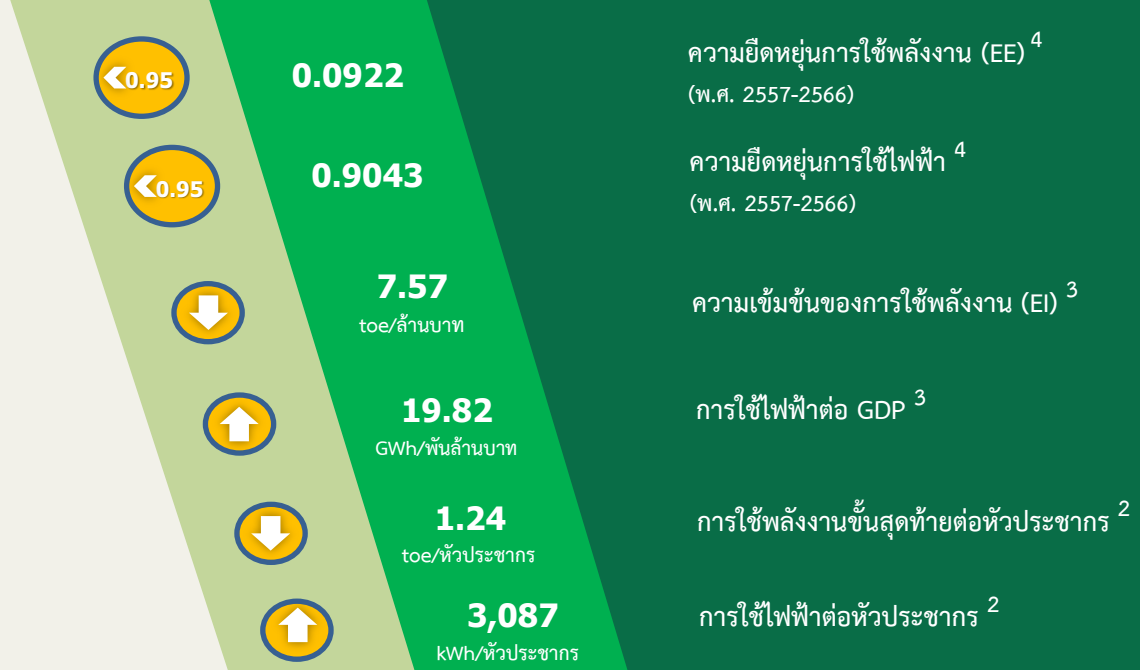 <0.95 0.0922 ความยืดหยุ่นการใช้พลังงาน (EE) 4
(พ.ศ. 2557-2566)
<0.95 0.9043 ความยืดหยุ่นการใช้ไฟฟ้า 4
(พ.ศ. 2557-2566)
7.57 ความเข้มข้นของการใช้พลังงาน (EI) 3
toe/ล้านบาท
19.82 การใช้ไฟฟ้าต่อ GDP 3
GWh/พันล้านบาท
1.24 การใช้พลังงานขั้นสุดท้ายต่อหัวประชากร 2
toe/หัวประชากร
3,087 การใช้ไฟฟ้าต่อหัวประชากร 2
kWh/หัวประชากร